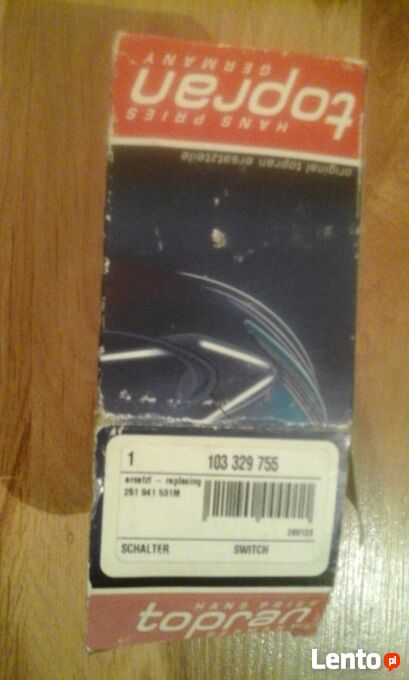 HANS PRIES
GERMANY
topran
original topran ersatzteile
1 103 329 755
ersetzt - replacing
251 941 531M
SCHALTER SWITCH
HANS PRIE
topran
Lento.pl